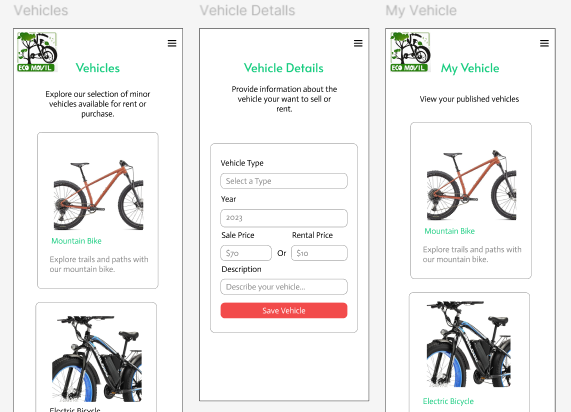 Vehicles
ECO MOVIL
Vehicles
Explore our selection of minor
vehicles available for rent or
purchase.
Mountain Bike
Explore trails and paths with
our mountain bike.
Electric Bicycle
Vehicle Details
Vehicle Details
Provide information about the
vehicle your want to sell or
rent.
Vehicle Type
Select a Type
Year
2023
Sale Price
Rental Price
$70
Or
$10
Description
Describe your vehicle...
Save Vehicle
My Vehicle
ECO MOVIL
My Vehicle
View your published vehicles
Mountain Bike
Explore trails and paths with
our mountain bike.
Electric Bicycle